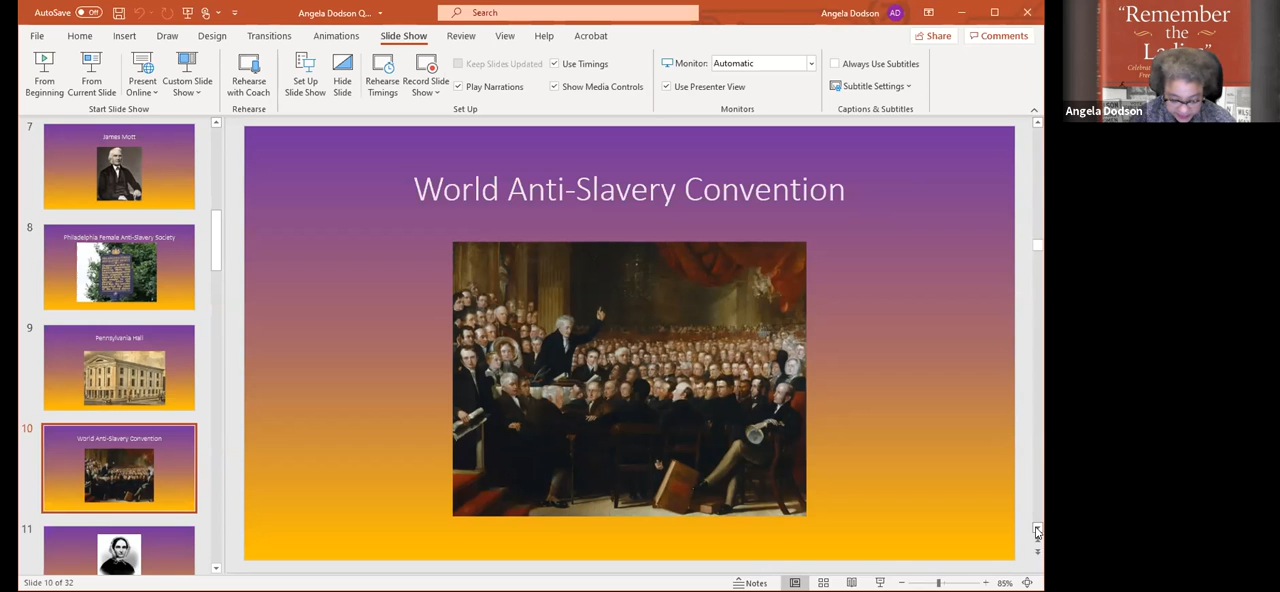 AutoSave Off
Angela Dodson Q...
Search
Angela Dodson AD
File Home Insert Draw Design Transitions Animations Slide Show Review View Help Acrobat
Share Comments
From Beginning
From Current Slide
Present Online
Custom Slide Show
Start Slide Show
Rehearse with Coach
Rehearse
Set Up Slide Show
Hide Slide
Rehearse Timings
Record Slide Show
Keep Slides Updated
Play Narrations
Use Timings
Show Media Controls
Set Up
Monitor: Automatic
Use Presenter View
Monitors
Always Use Subtitles
Subtitle Settings
Captions & Subtitles
7
James Mott
8
Philadelphia Female Anti-Slavery Society
9
Pennsylvania Hall
10
World Anti-Slavery Convention
11
World Anti-Slavery Convention
Slide 10 of 32
Notes
85%
"Remember
the
Ladies"
Angela Dodson